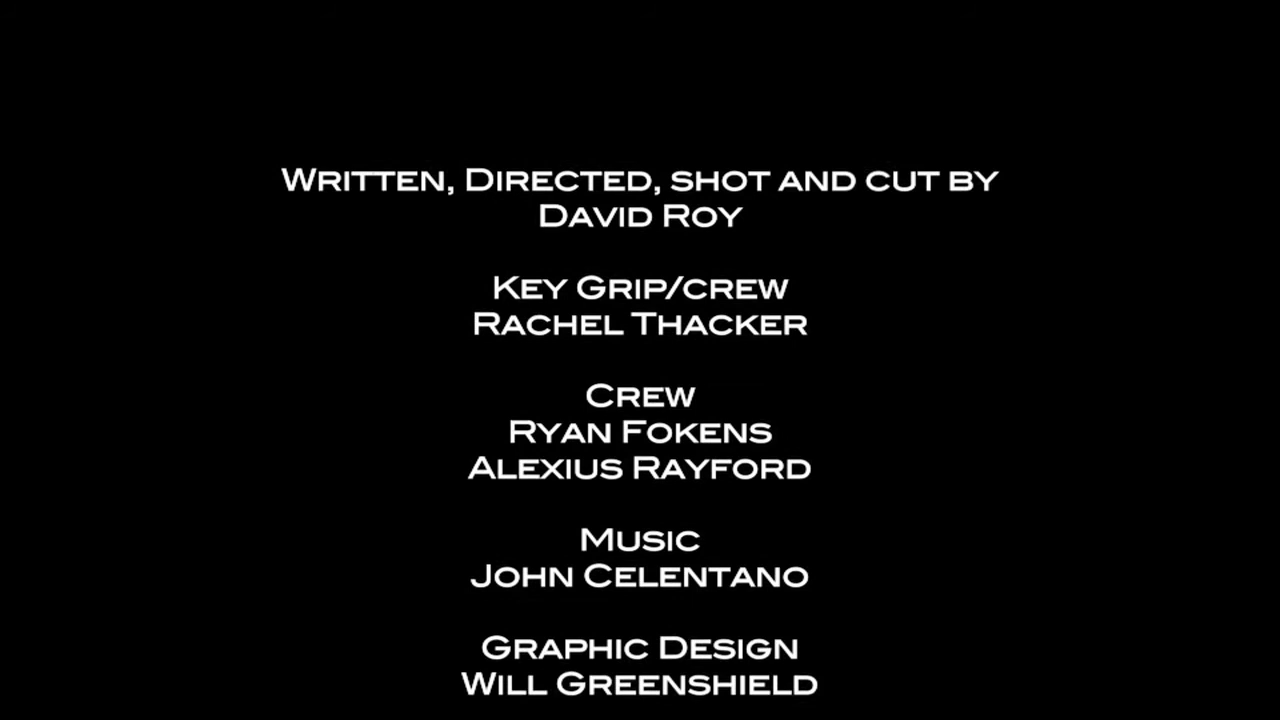 Written, Directed, shot and cut by
David Roy
Key Grip/crew
Rachel Thacker
Crew
Ryan Fokens
Alexius Rayford
Music
John Celentano
Graphic Design
Will Greenshield